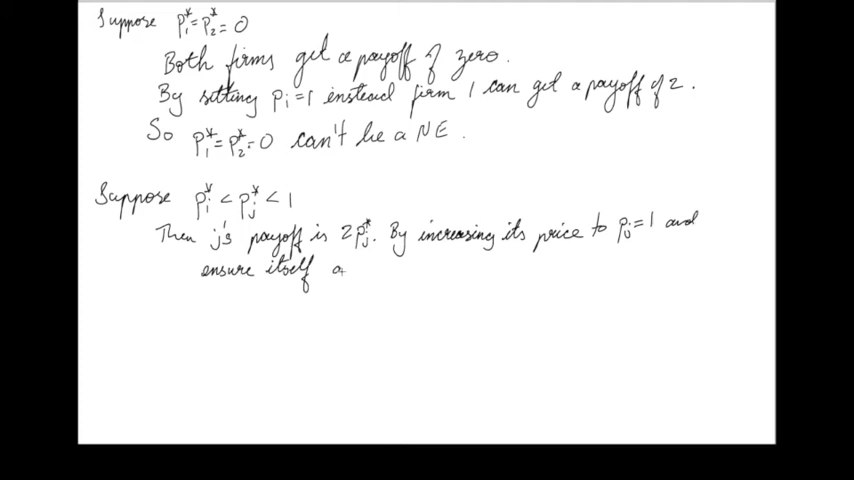 Suppose p₁* = p₂* = 0
Both firms get a payoff of zero.
By setting pᵢ=1 instead firm 1 can get a payoff of 2.
So p₁* = p₂* = 0 can't be a NE.
Suppose pᵢ* < pⱼ* < 1
Then j's payoff is 2pⱼ*. By increasing its price to pⱼ=1 and
ensure itself a